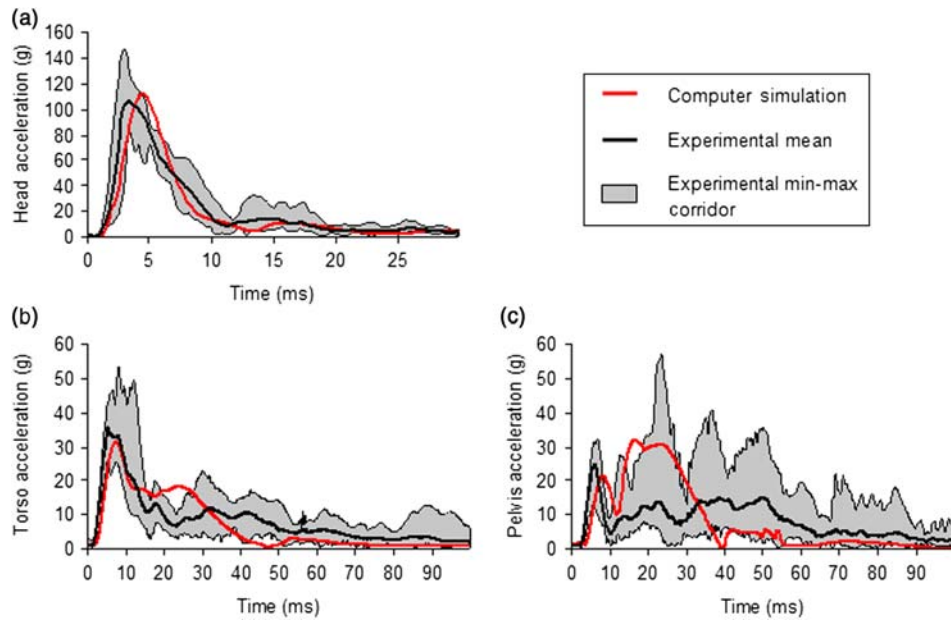 (a)
160
140
120
100
80
60
40
20
0
Head acceleration (g)
0 5 10 15 20 25
Time (ms)
Computer simulation
Experimental mean
Experimental min-max
corridor
(b)
60
50
40
30
20
10
0
Torso acceleration (g)
0 10 20 30 40 50 60 70 80 90
Time (ms)
(c)
60
50
40
30
20
10
0
Pelvis acceleration (g)
0 10 20 30 40 50 60 70 80 90
Time (ms)